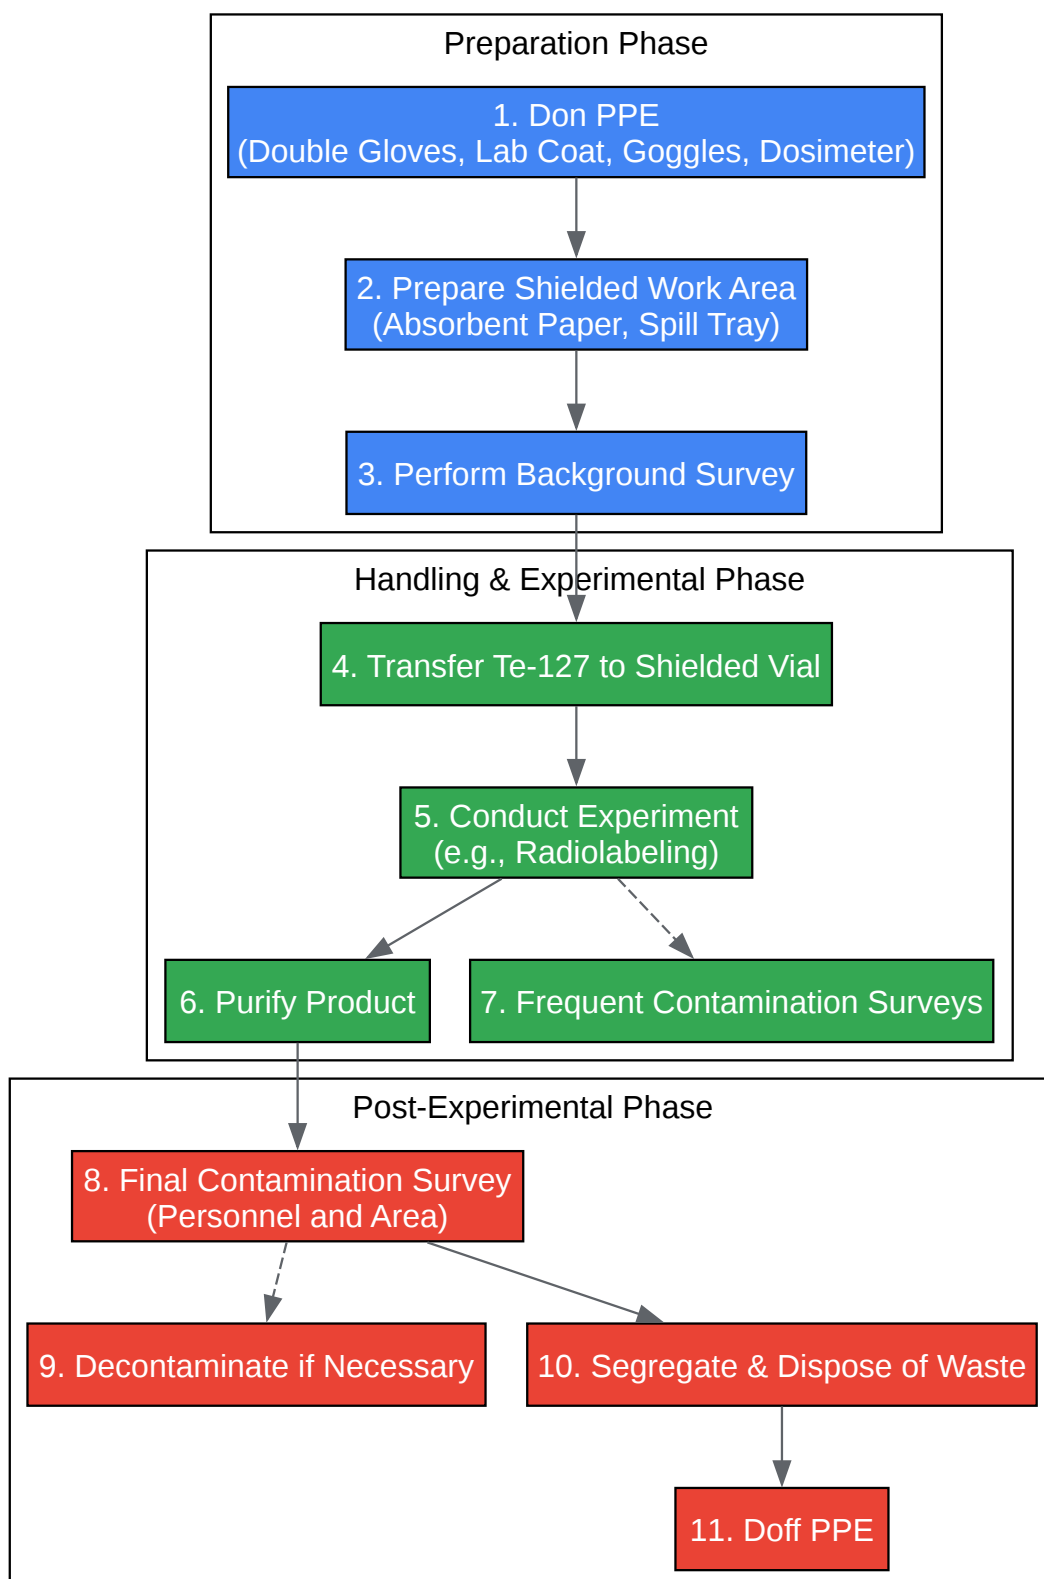 Preparation Phase
1. Don PPE
(Double Gloves, Lab Coat, Goggles, Dosimeter)
2. Prepare Shielded Work Area
(Absorbent Paper, Spill Tray)
3. Perform Background Survey
Handling & Experimental Phase
4. Transfer Te-127 to Shielded Vial
5. Conduct Experiment
(e.g., Radiolabeling)
6. Purify Product
7. Frequent Contamination Surveys
Post-Experimental Phase
8. Final Contamination Survey
(Personnel and Area)
9. Decontaminate if Necessary
10. Segregate & Dispose of Waste
11. Doff PPE